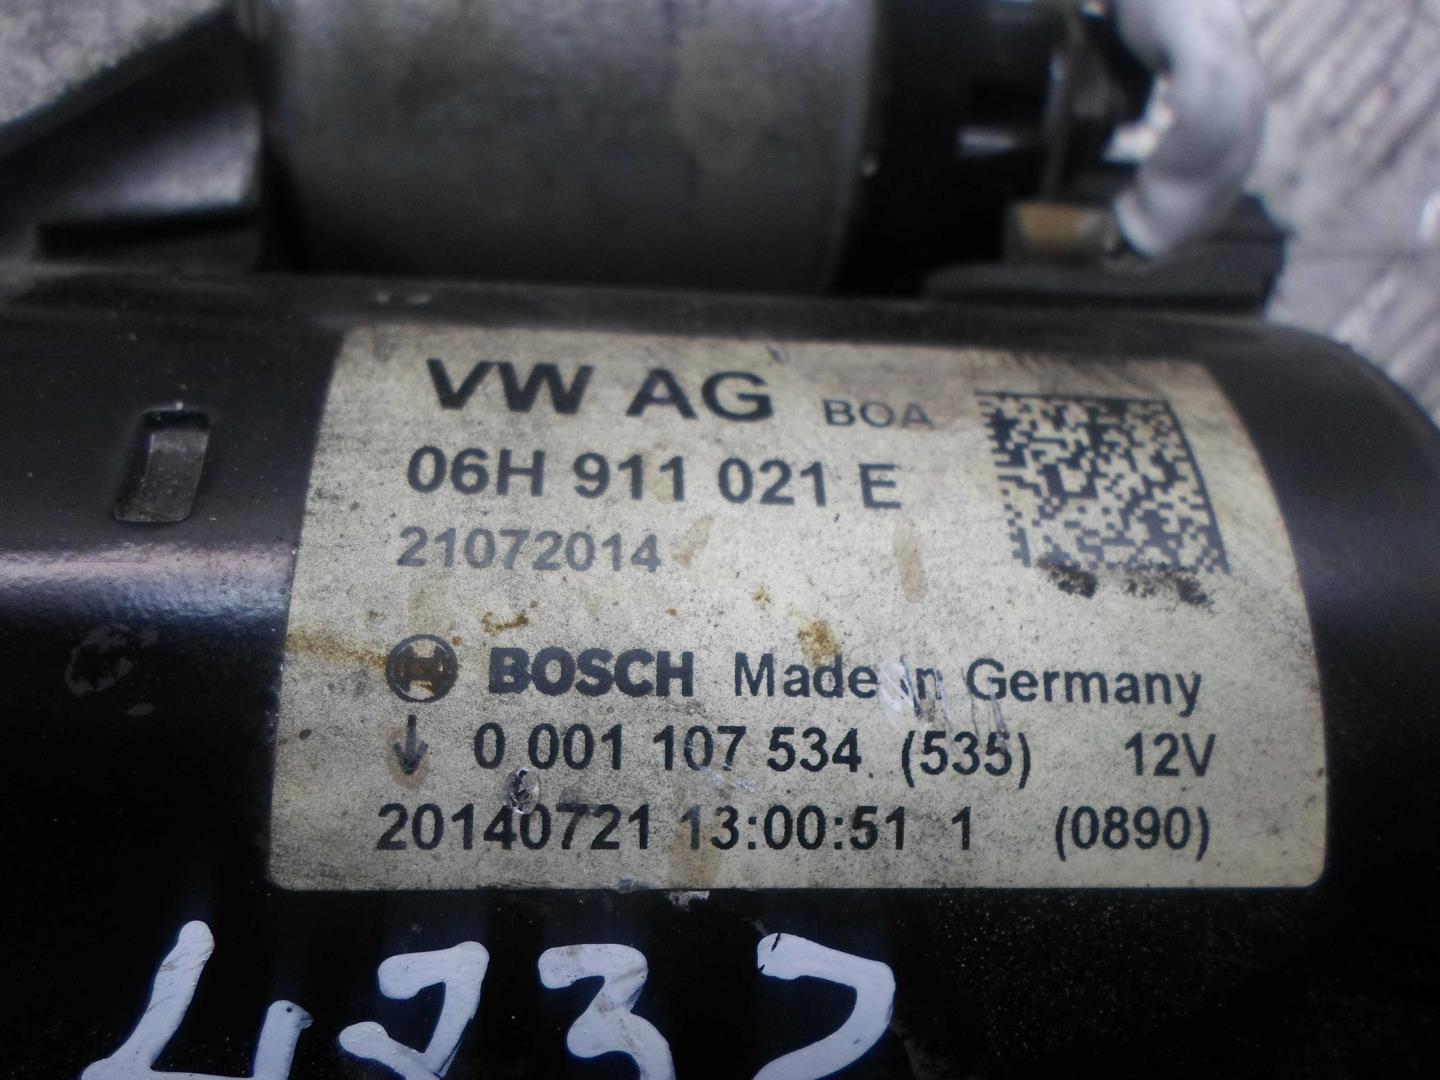 VW AG BOA
06H 911 021 E
21072014
BOSCH Made in Germany
0 001 107 534 (535) 12V
20140721 13:00:51 1 (0890)